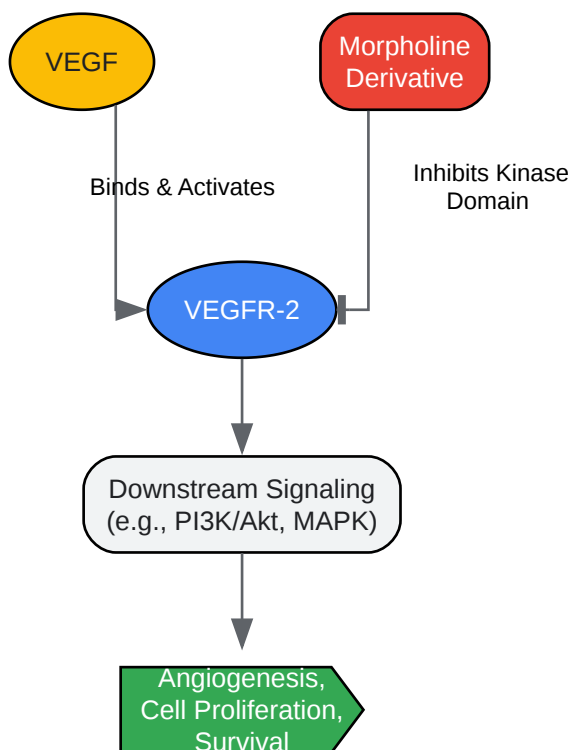 VEGF
Morpholine
Derivative
Binds & Activates
Inhibits Kinase
Domain
VEGFR-2
Downstream Signaling
(e.g., PI3K/Akt, MAPK)
Angiogenesis,
Cell Proliferation,
Survival